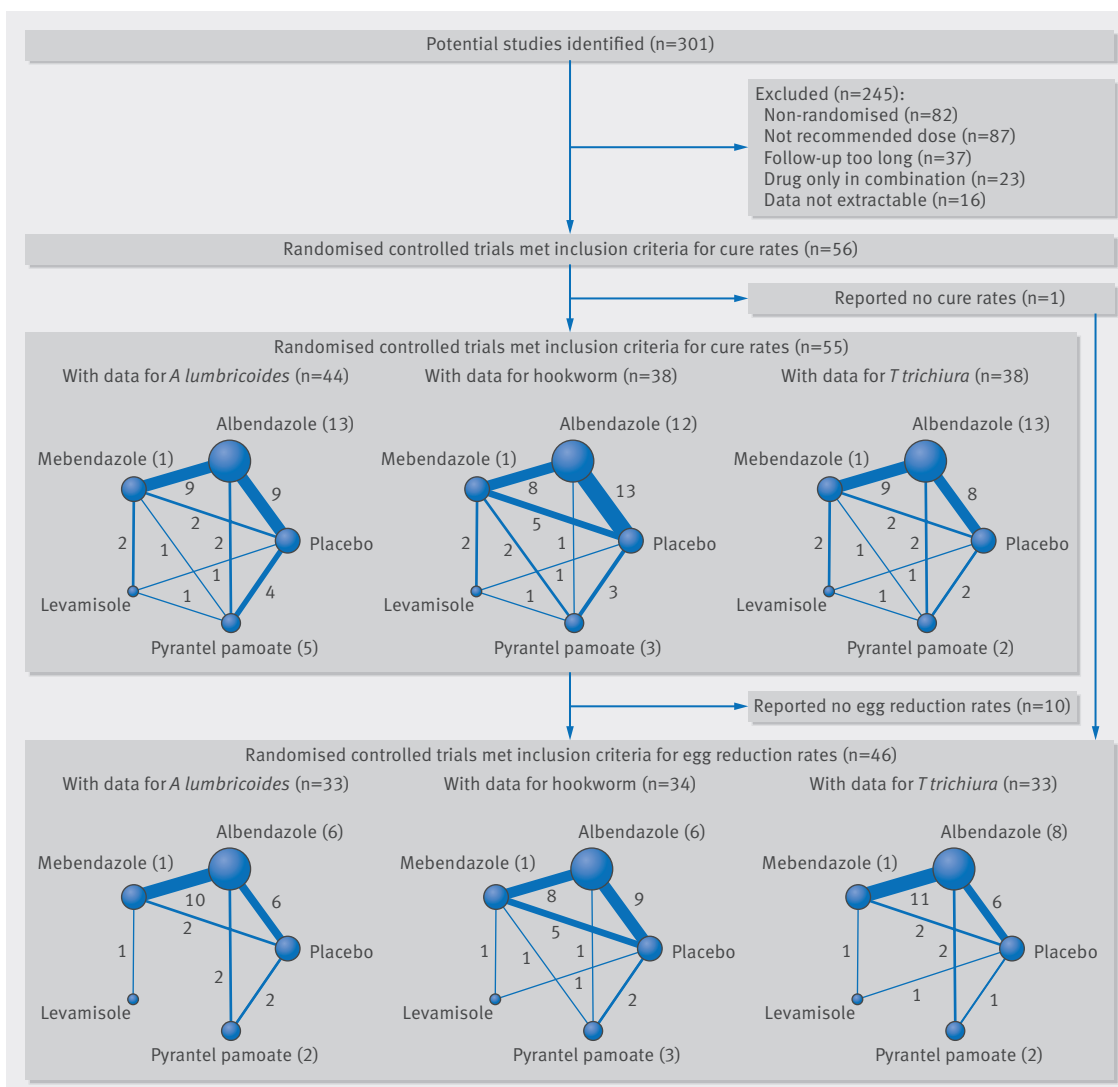 Potential studies identified (n=301)
Excluded (n=245):
Non-randomised (n=82)
Not recommended dose (n=87)
Follow-up too long (n=37)
Drug only in combination (n=23)
Data not extractable (n=16)
Randomised controlled trials met inclusion criteria for cure rates (n=56)
Reported no cure rates (n=1)
Randomised controlled trials met inclusion criteria for cure rates (n=55)
With data for A lumbricoides (n=44)
Albendazole (13)
Mebendazole (1)
9
9
2
2
1
2
Placebo
1
4
1
Levamisole
Pyrantel pamoate (5)
With data for hookworm (n=38)
Albendazole (12)
Mebendazole (1)
8
13
5
2
2
1
Placebo
1
3
1
Levamisole
Pyrantel pamoate (3)
With data for T trichiura (n=38)
Albendazole (13)
Mebendazole (1)
9
8
2
2
1
2
Placebo
1
2
1
Levamisole
Pyrantel pamoate (2)
Reported no egg reduction rates (n=10)
Randomised controlled trials met inclusion criteria for egg reduction rates (n=46)
With data for A lumbricoides (n=33)
Albendazole (6)
Mebendazole (1)
10
6
2
1
Placebo
2
2
Levamisole
Pyrantel pamoate (2)
With data for hookworm (n=34)
Albendazole (6)
Mebendazole (1)
8
9
5
1
1
1
Placebo
1
2
Levamisole
Pyrantel pamoate (3)
With data for T trichiura (n=33)
Albendazole (8)
Mebendazole (1)
11
6
2
1
2
Placebo
1
1
Levamisole
Pyrantel pamoate (2)